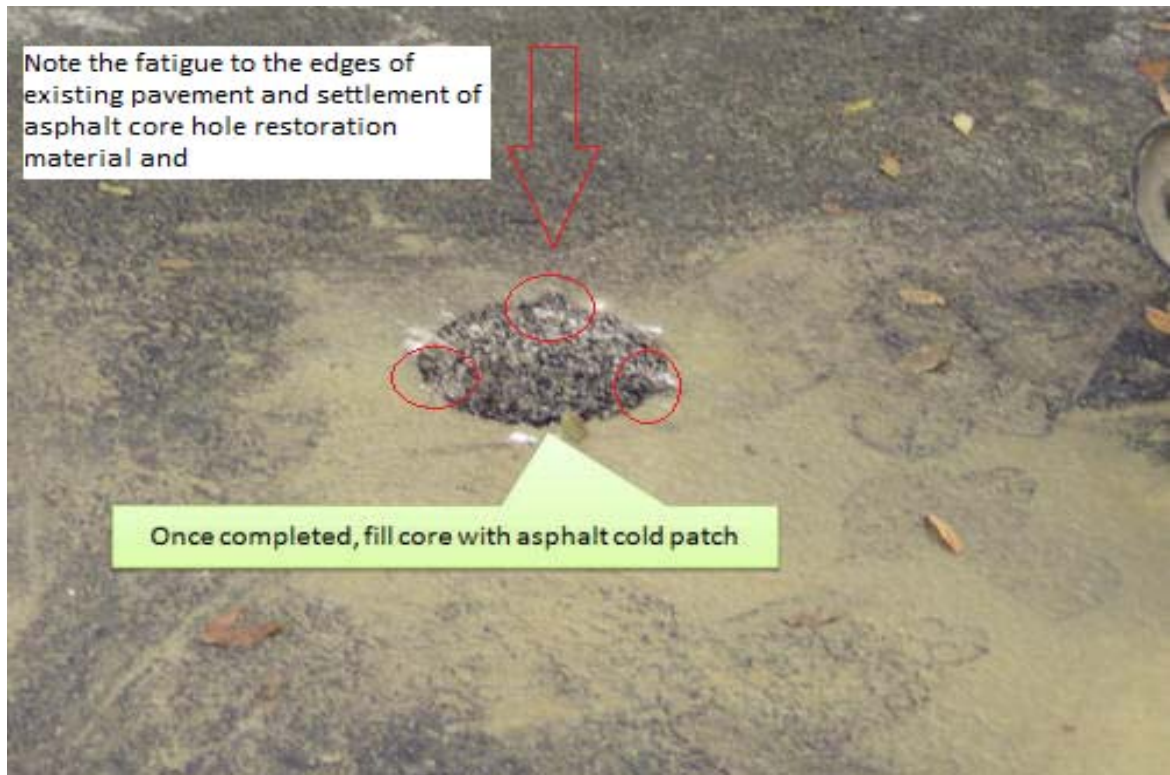 Note the fatigue to the edges of
existing pavement and settlement of
asphalt core hole restoration
material and
Once completed, fill core with asphalt cold patch